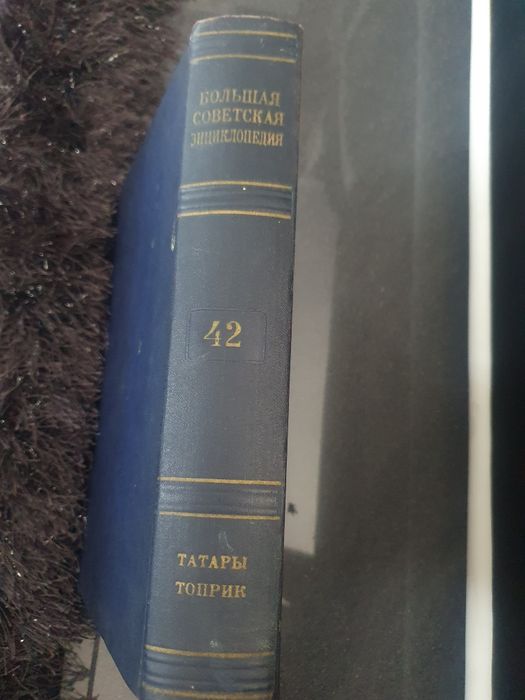 БОЛЬШАЯ
СОВЕТСКАЯ
ЭНЦИКЛОПЕДИЯ
42
ТАТАРЫ
ТОПРИК